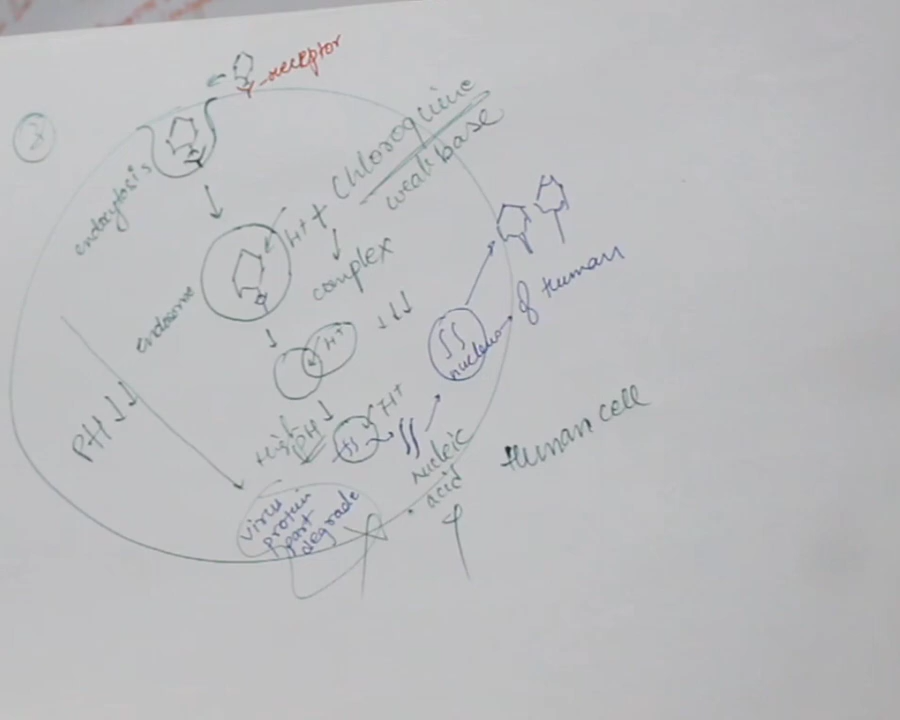 receptor
endocytosis
H+ + Chloroquine
weak base
complex
endosome
H+
PH ↓↓
High
PH
H+
nucleic
acid
nucleus of Human
Human cell
virus
protein
part
degrade